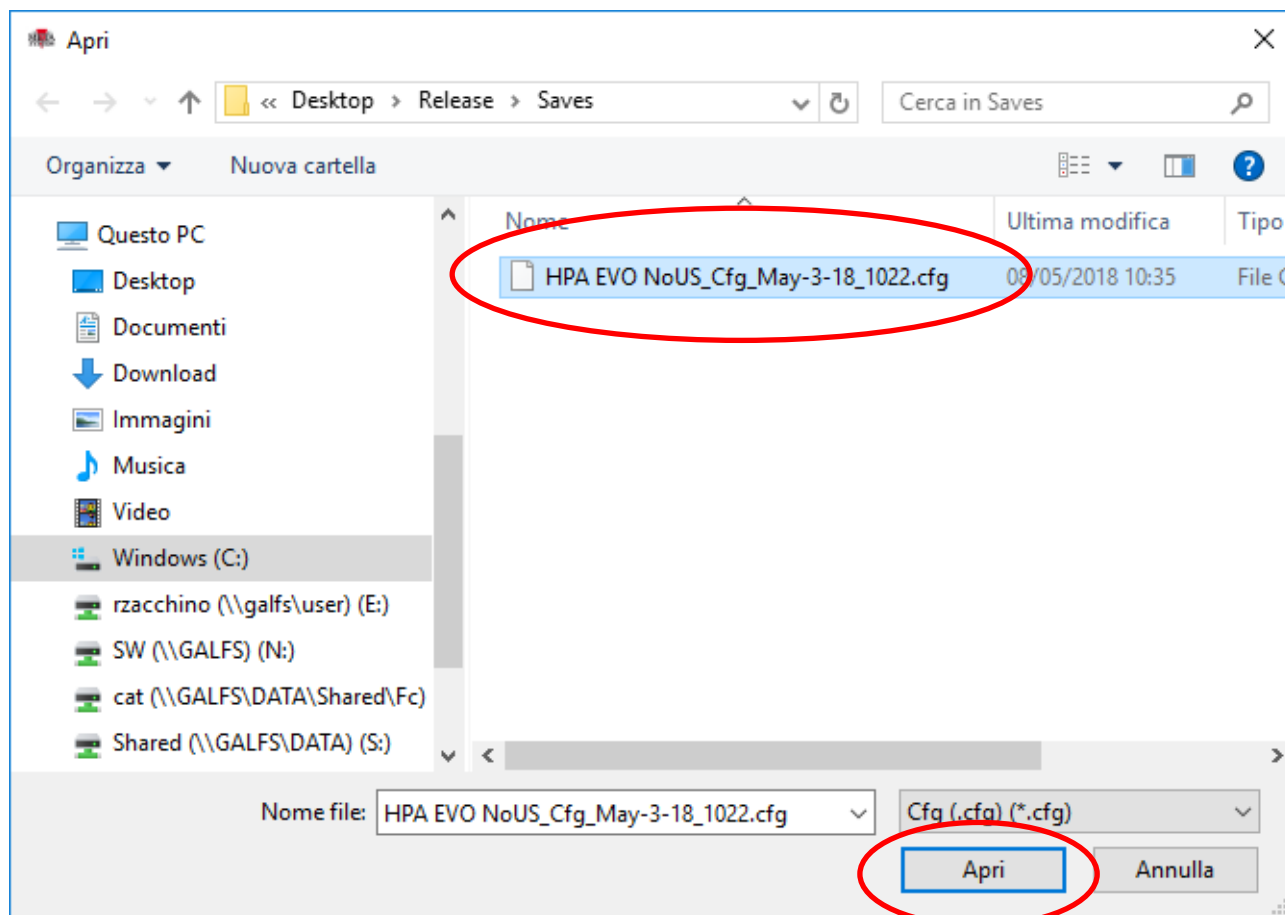 Apri
« Desktop › Release › Saves
Cerca in Saves
Organizza
Nuova cartella
?
Questo PC
Desktop
Documenti
Download
Immagini
Musica
Video
Windows (C:)
rzacchino (\\galfs\user) (E:)
SW (\\GALFS) (N:)
cat (\\GALFS\DATA\Shared\Fc)
Shared (\\GALFS\DATA) (S:)
Nome
Ultima modifica
Tipo
HPA EVO NoUS_Cfg_May-3-18_1022.cfg
08/05/2018 10:35
File
Nome file:
HPA EVO NoUS_Cfg_May-3-18_1022.cfg
Cfg (.cfg) (*.cfg)
Apri
Annulla